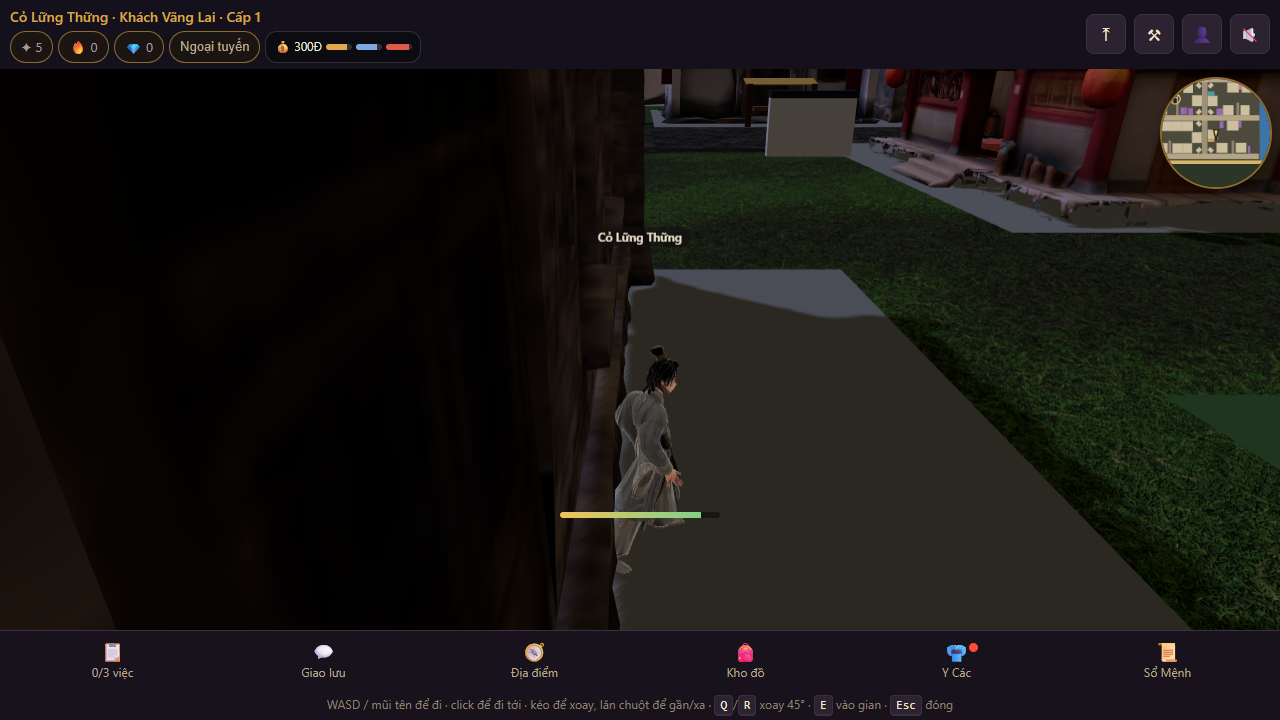 Cỏ Lững Thững · Khách Vãng Lai · Cấp 1
5
0
0
Ngoại tuyến
300Đ
Cỏ Lững Thững
0/3 việc
Giao lưu
Địa điểm
Kho đồ
Y Các
Sổ Mệnh
WASD / mũi tên để đi · click để đi tới · kéo để xoay, lăn chuột để gần/xa · Q / R xoay 45° · E vào gian · Esc đóng